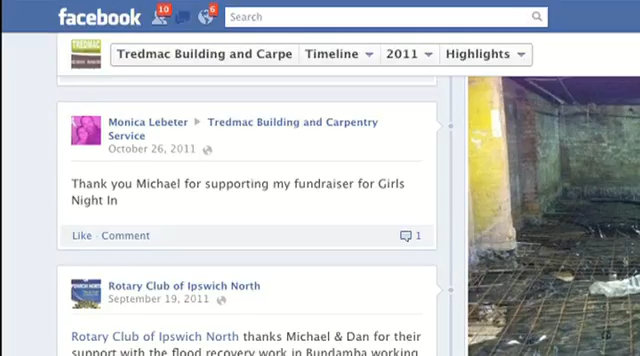 facebook
10
6
Search
TREDMAC
Tredmac Building and Carpe
Timeline
2011
Highlights
Monica Lebeter ▶ Tredmac Building and Carpentry
Service
October 26, 2011
Thank you Michael for supporting my fundraiser for Girls
Night In
Like · Comment
1
Rotary Club of Ipswich North
September 19, 2011
Rotary Club of Ipswich North thanks Michael & Dan for their
support with the flood recovery work in Bundamba working